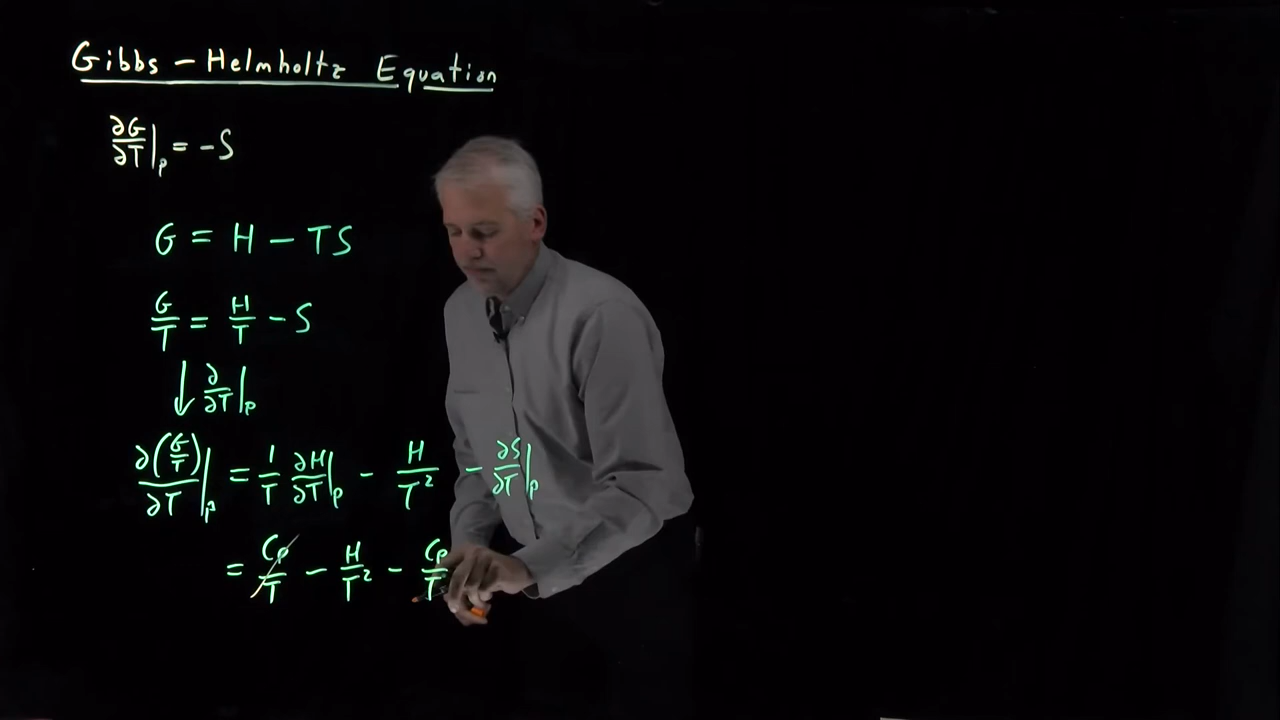 Gibbs – Helmholtz Equation
∂G/∂T|p = -S
G = H - TS
G/T = H/T - S
↓ ∂/∂T|p
∂(G/T)/∂T|p = 1/T ∂H/∂T|p - H/T² - ∂S/∂T|p
= Cp/T - H/T² - Cp/T